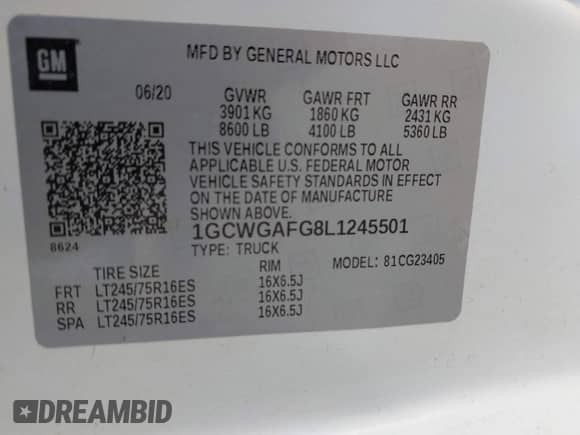 GM
MFD BY GENERAL MOTORS LLC
06/20 GVWR GAWR FRT GAWR RR
3901 KG 1860 KG 2431 KG
8600 LB 4100 LB 5360 LB
THIS VEHICLE CONFORMS TO ALL
APPLICABLE U.S. FEDERAL MOTOR
VEHICLE SAFETY STANDARDS IN EFFECT
ON THE DATE OF MANUFACTURE
SHOWN ABOVE.
8624
1GCWGAFG8L1245501
TYPE: TRUCK MODEL: 81CG23405
TIRE SIZE RIM
FRT LT245/75R16ES 16X6.5J
RR LT245/75R16ES 16X6.5J
SPA LT245/75R16ES 16X6.5J
DREAMBID